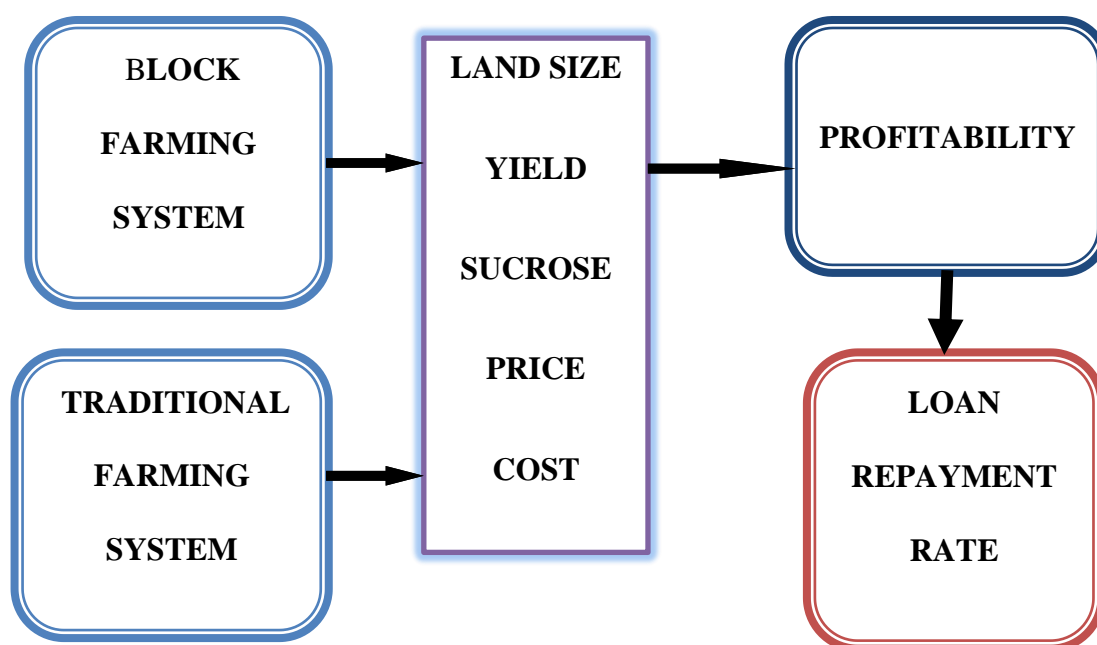 BLOCK
FARMING
SYSTEM
TRADITIONAL
FARMING
SYSTEM
LAND SIZE
YIELD
SUCROSE
PRICE
COST
PROFITABILITY
LOAN
REPAYMENT
RATE